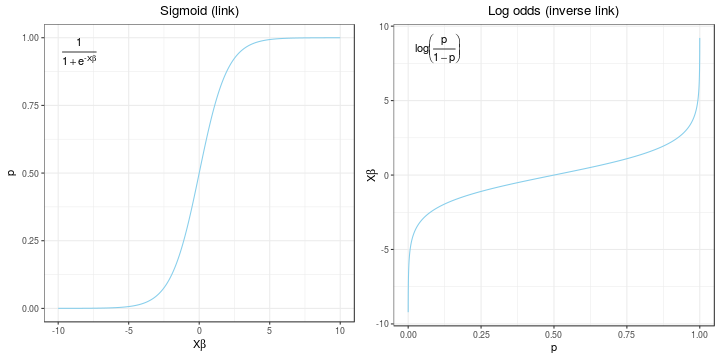 Sigmoid (link)
1
1 + e^-Xβ
1.00
0.75
0.50
0.25
0.00
p
-10 -5 0 5 10
Xβ
Log odds (inverse link)
log(p
1 − p)
10
5
0
-5
-10
Xβ
0.00 0.25 0.50 0.75 1.00
p